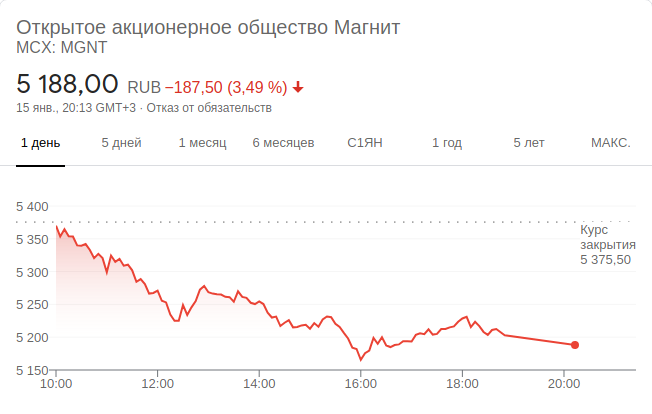 Открытое акционерное общество Магнит
MCX: MGNT
5 188,00 RUB −187,50 (3,49 %)
15 янв., 20:13 GMT+3 · Отказ от обязательств
1 день 5 дней 1 месяц 6 месяцев С1ЯН 1 год 5 лет МАКС.
5 400
5 350
5 300
5 250
5 200
5 150
Курс
закрытия
5 375,50
10:00 12:00 14:00 16:00 18:00 20:00